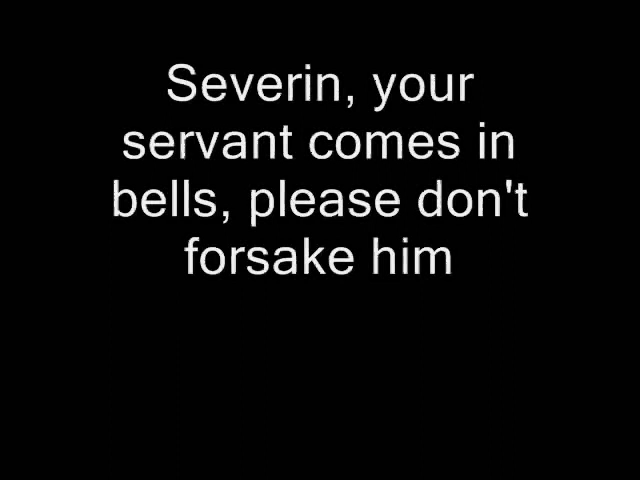 Severin, your
servant comes in
bells, please don't
forsake him